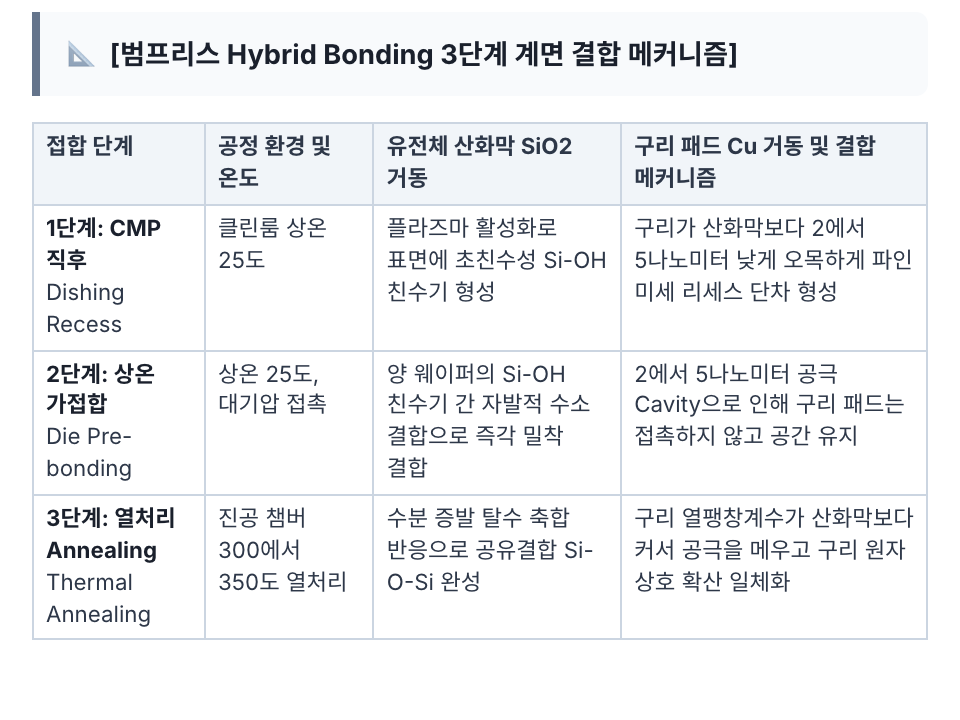 [범프리스 Hybrid Bonding 3단계 계면 결합 메커니즘]
접합 단계
공정 환경 및
온도
유전체 산화막 SiO2
거동
구리 패드 Cu 거동 및 결합
메커니즘
1단계: CMP
직후
Dishing
Recess
클린룸 상온
25도
플라즈마 활성화로
표면에 초친수성 Si-OH
친수기 형성
구리가 산화막보다 2에서
5나노미터 낮게 오목하게 파인
미세 리세스 단차 형성
2단계: 상온
가접합
Die Pre-
bonding
상온 25도,
대기압 접촉
양 웨이퍼의 Si-OH
친수기 간 자발적 수소
결합으로 즉각 밀착
결합
2에서 5나노미터 공극
Cavity으로 인해 구리 패드는
접촉하지 않고 공간 유지
3단계: 열처리
Annealing
Thermal
Annealing
진공 챔버
300에서
350도 열처리
수분 증발 탈수 축합
반응으로 공유결합 Si-
O-Si 완성
구리 열팽창계수가 산화막보다
커서 공극을 메우고 구리 원자
상호 확산 일체화